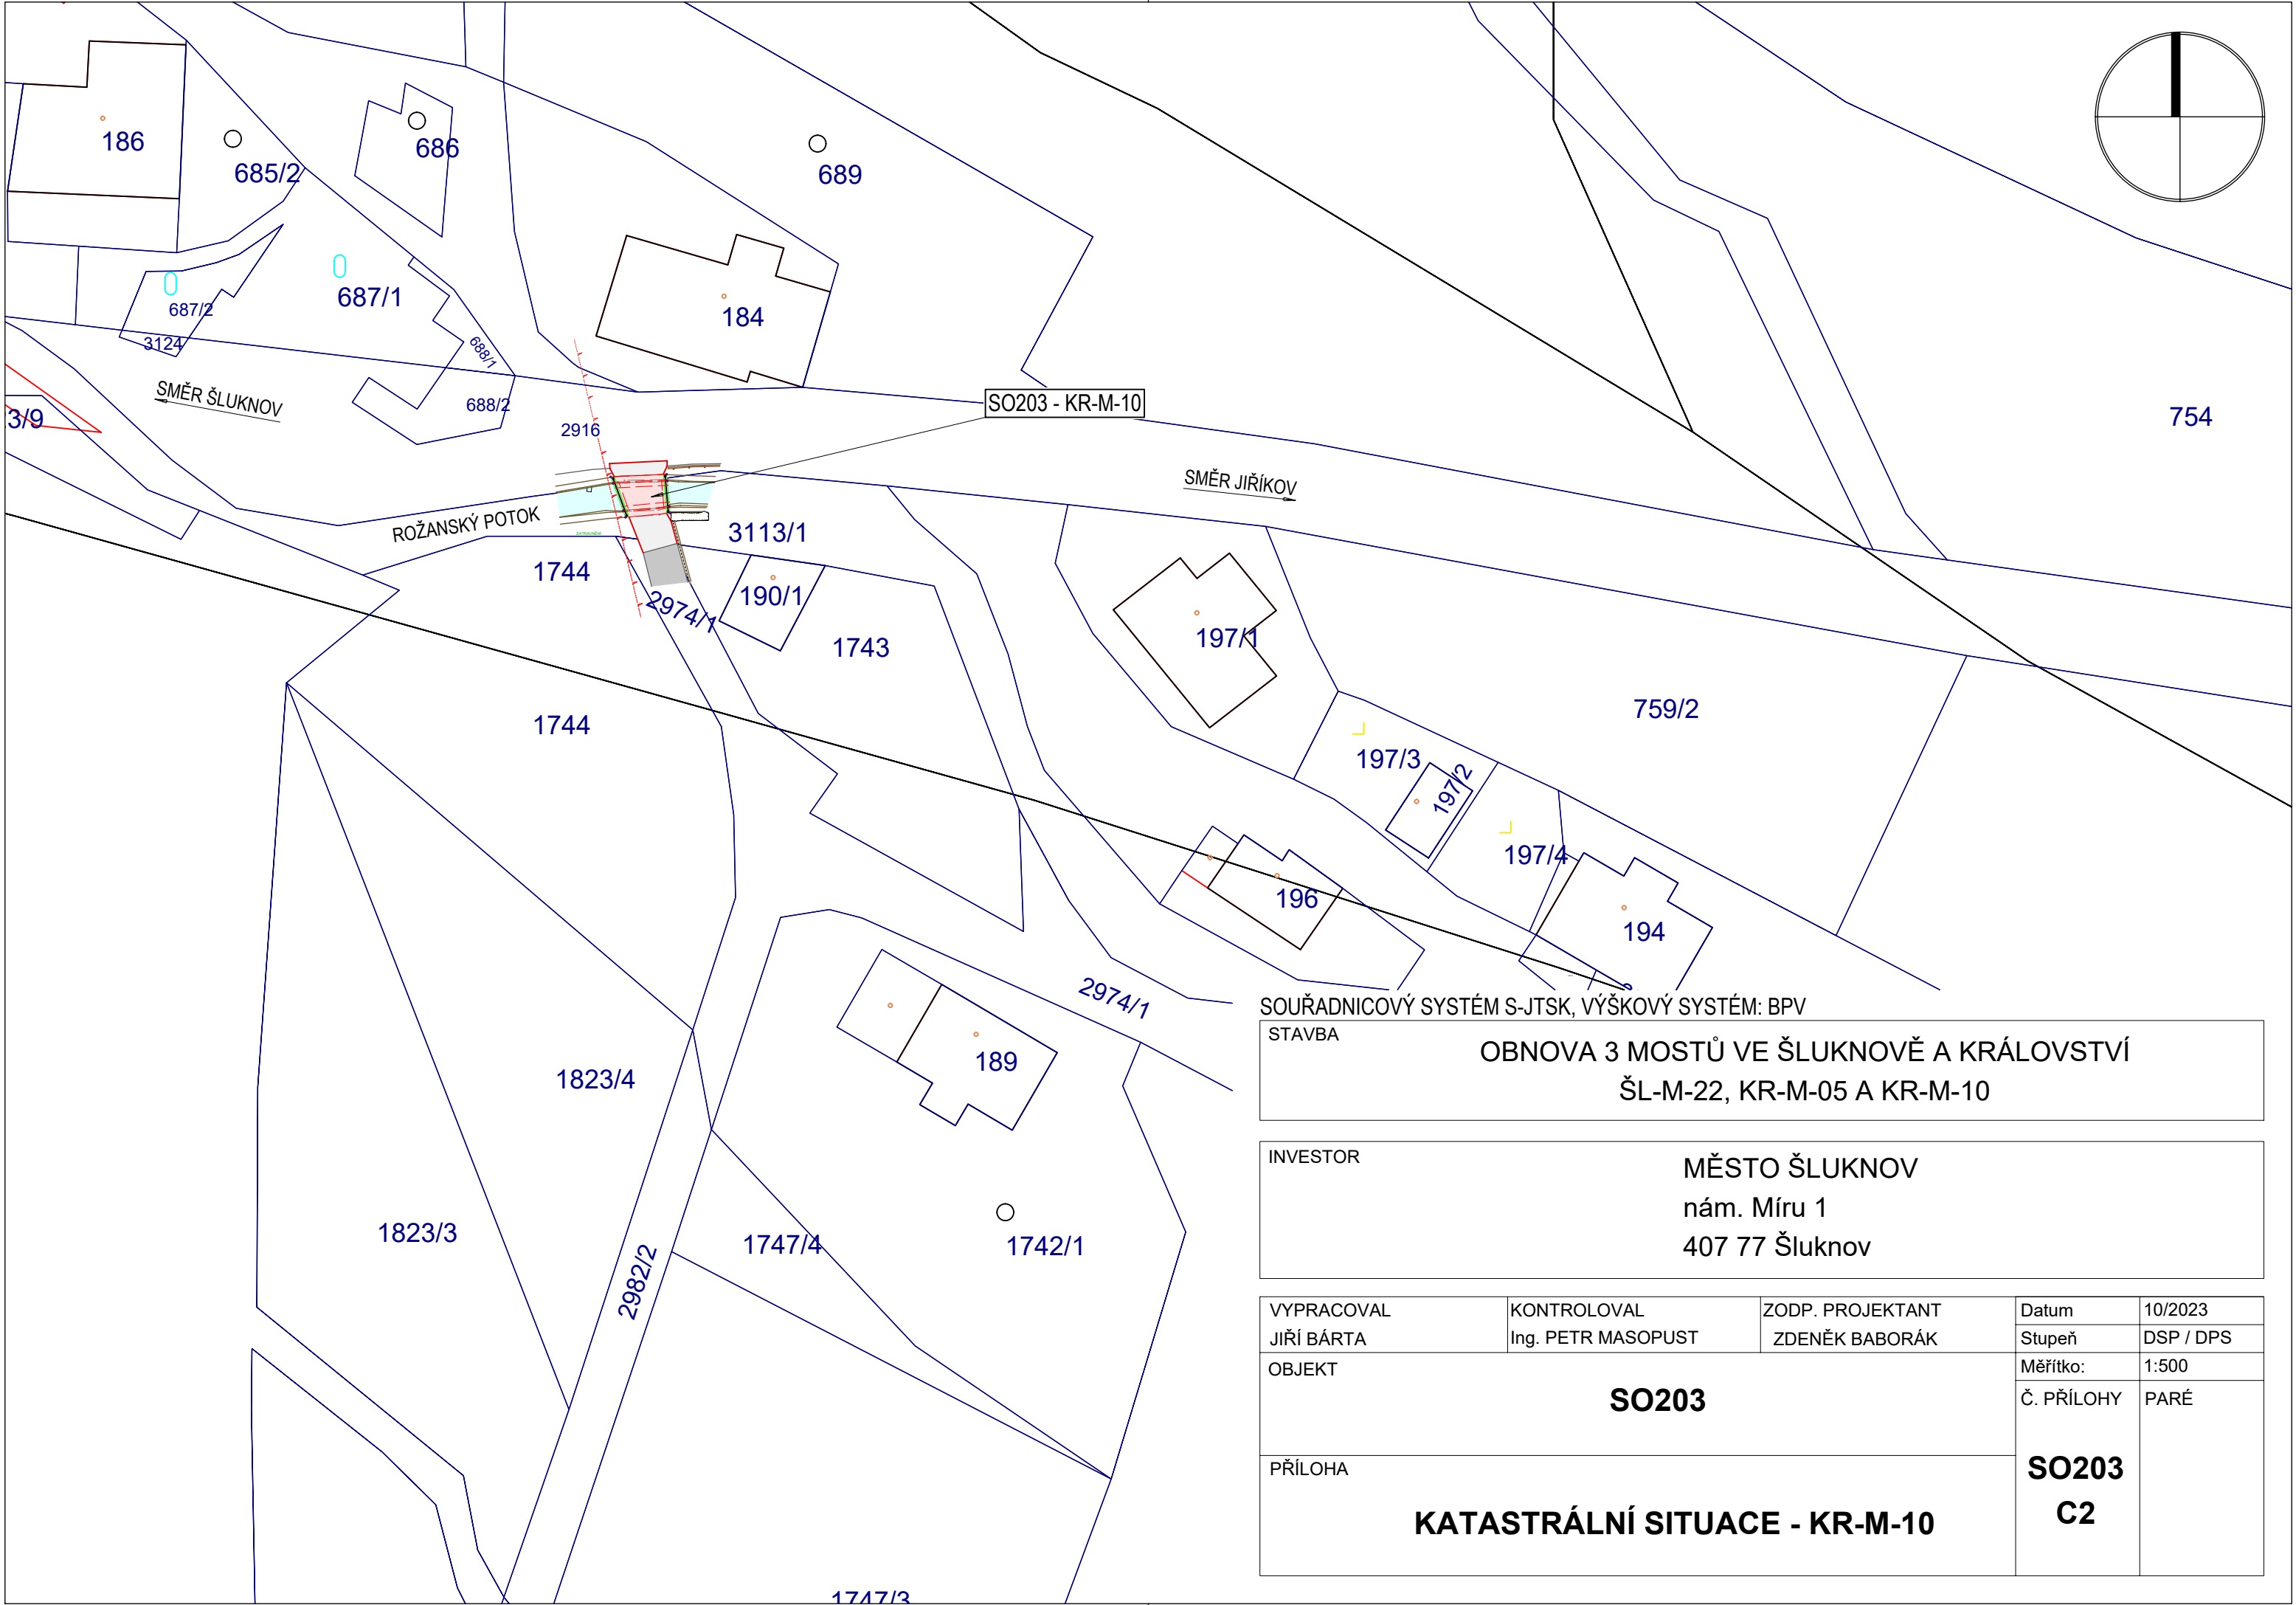 186
685/2
686
689
687/1
687/2
3124
688/1
688/2
184
2916
SMĚR ŠLUKNOV
3/9
SO203 - KR-M-10
754
SMĚR JIŘÍKOV
ROŽANSKÝ POTOK
3113/1
1744
190/1
2974/1
1743
197/1
759/2
1744
197/3
197/2
197/4
196
194
2974/1
189
1823/4
1823/3
2982/2
1747/4
1742/1
1747/3
SOUŘADNICOVÝ SYSTÉM S-JTSK, VÝŠKOVÝ SYSTÉM: BPV
STAVBA
OBNOVA 3 MOSTŮ VE ŠLUKNOVĚ A KRÁLOVSTVÍ
ŠL-M-22, KR-M-05 A KR-M-10
INVESTOR
MĚSTO ŠLUKNOV
nám. Míru 1
407 77 Šluknov
VYPRACOVAL
JIŘÍ BÁRTA
KONTROLOVAL
Ing. PETR MASOPUST
ZODP. PROJEKTANT
ZDENĚK BABORÁK
Datum
10/2023
Stupeň
DSP / DPS
Měřítko:
1:500
OBJEKT
SO203
Č. PŘÍLOHY
PARÉ
SO203
C2
PŘÍLOHA
KATASTRÁLNÍ SITUACE - KR-M-10